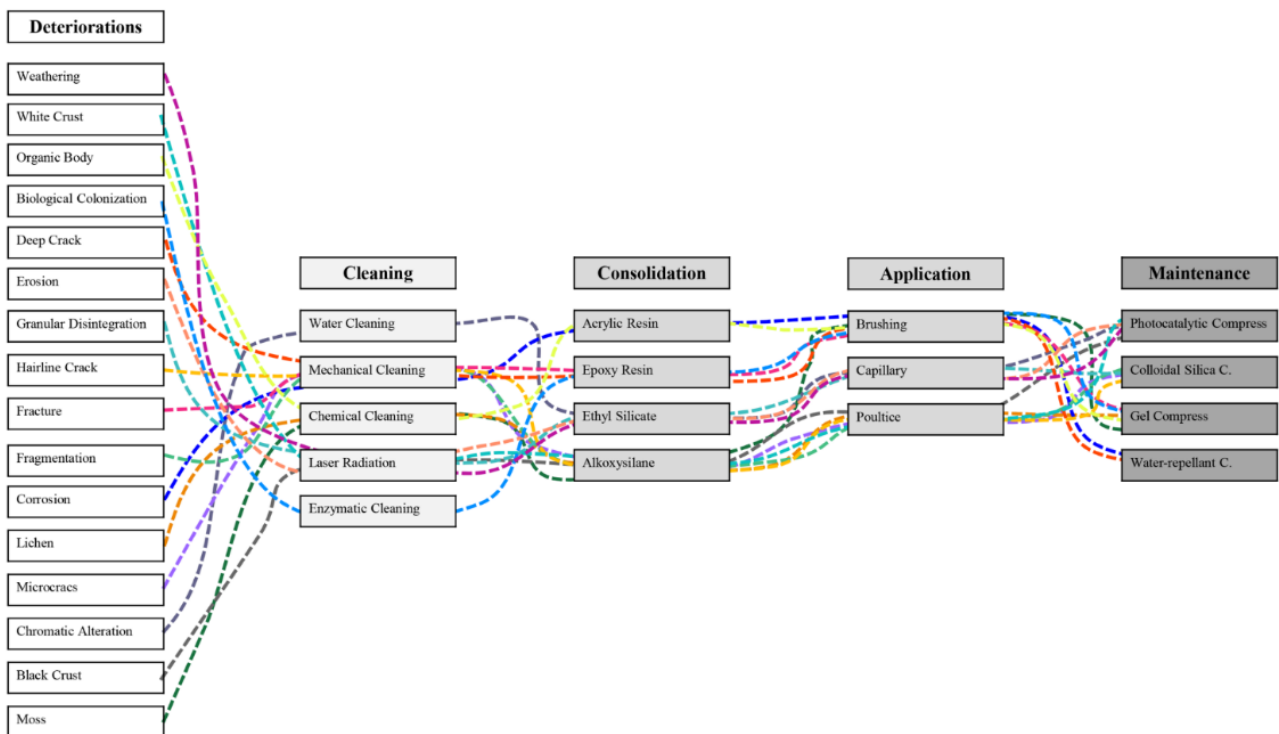 Deteriorations
Weathering
White Crust
Organic Body
Biological Colonization
Deep Crack
Erosion
Granular Disintegration
Hairline Crack
Fracture
Fragmentation
Corrosion
Lichen
Microcracs
Chromatic Alteration
Black Crust
Moss
Cleaning
Water Cleaning
Mechanical Cleaning
Chemical Cleaning
Laser Radiation
Enzymatic Cleaning
Consolidation
Acrylic Resin
Epoxy Resin
Ethyl Silicate
Alkoxysilane
Application
Brushing
Capillary
Poultice
Maintenance
Photocatalytic Compress
Colloidal Silica C.
Gel Compress
Water-repellant C.